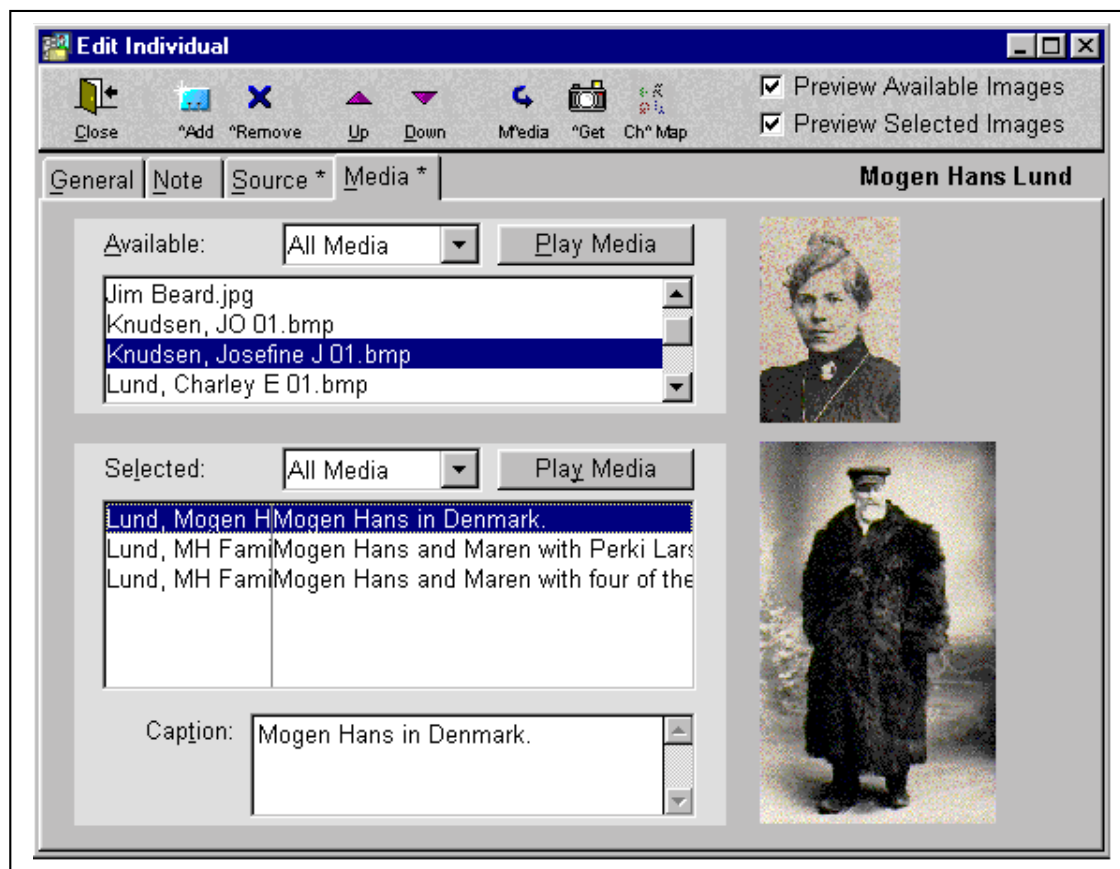 Edit Individual
Close ^Add ^Remove Up Down M^edia ^Get Ch^ Map
Preview Available Images
Preview Selected Images
General Note Source * Media * Mogen Hans Lund
Available: All Media Play Media
Jim Beard.jpg
Knudsen, JO 01.bmp
Knudsen, Josefine J 01.bmp
Lund, Charley E 01.bmp
Selected: All Media Play Media
Lund, Mogen H Mogen Hans in Denmark.
Lund, MH Fami Mogen Hans and Maren with Perki Lars
Lund, MH Fami Mogen Hans and Maren with four of the
Caption: Mogen Hans in Denmark.